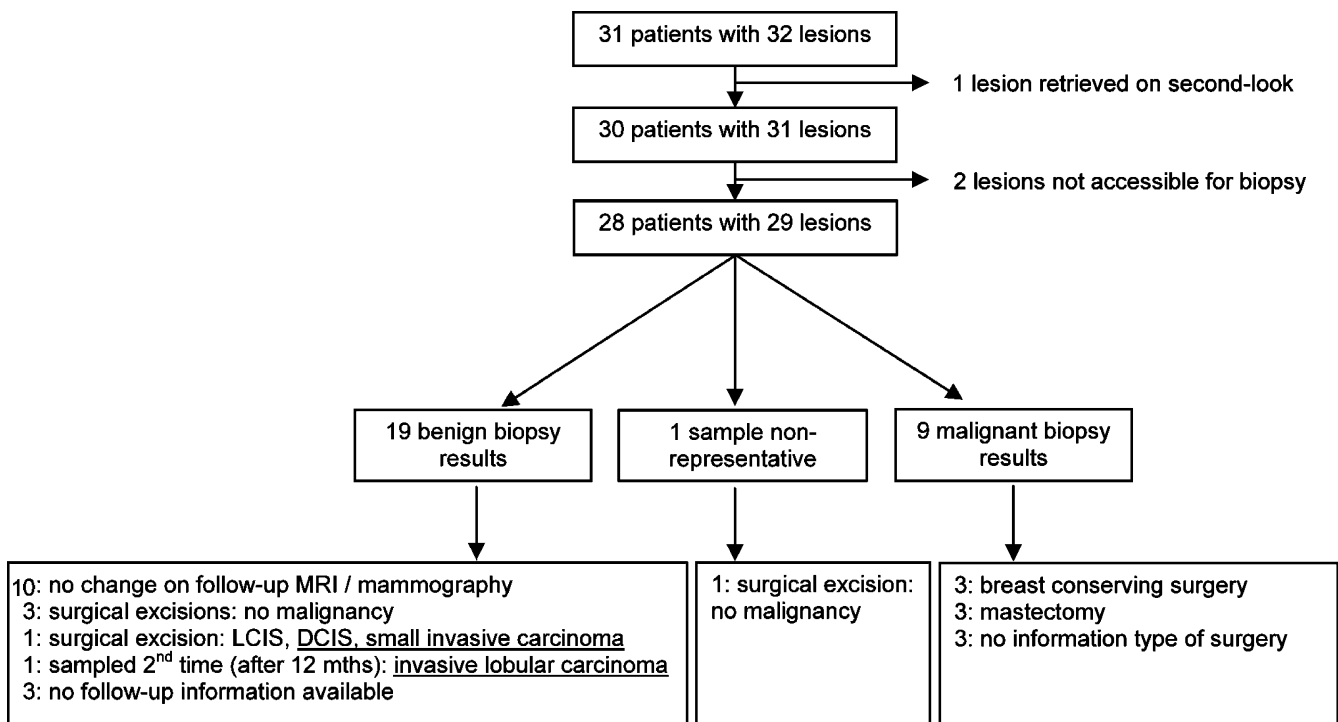 31 patients with 32 lesions
1 lesion retrieved on second-look
30 patients with 31 lesions
2 lesions not accessible for biopsy
28 patients with 29 lesions
19 benign biopsy
results
1 sample non-
representative
9 malignant biopsy
results
10: no change on follow-up MRI / mammography
3: surgical excisions: no malignancy
1: surgical excision: LCIS, DCIS, small invasive carcinoma
1: sampled 2nd time (after 12 mths): invasive lobular carcinoma
3: no follow-up information available
1: surgical excision:
no malignancy
3: breast conserving surgery
3: mastectomy
3: no information type of surgery